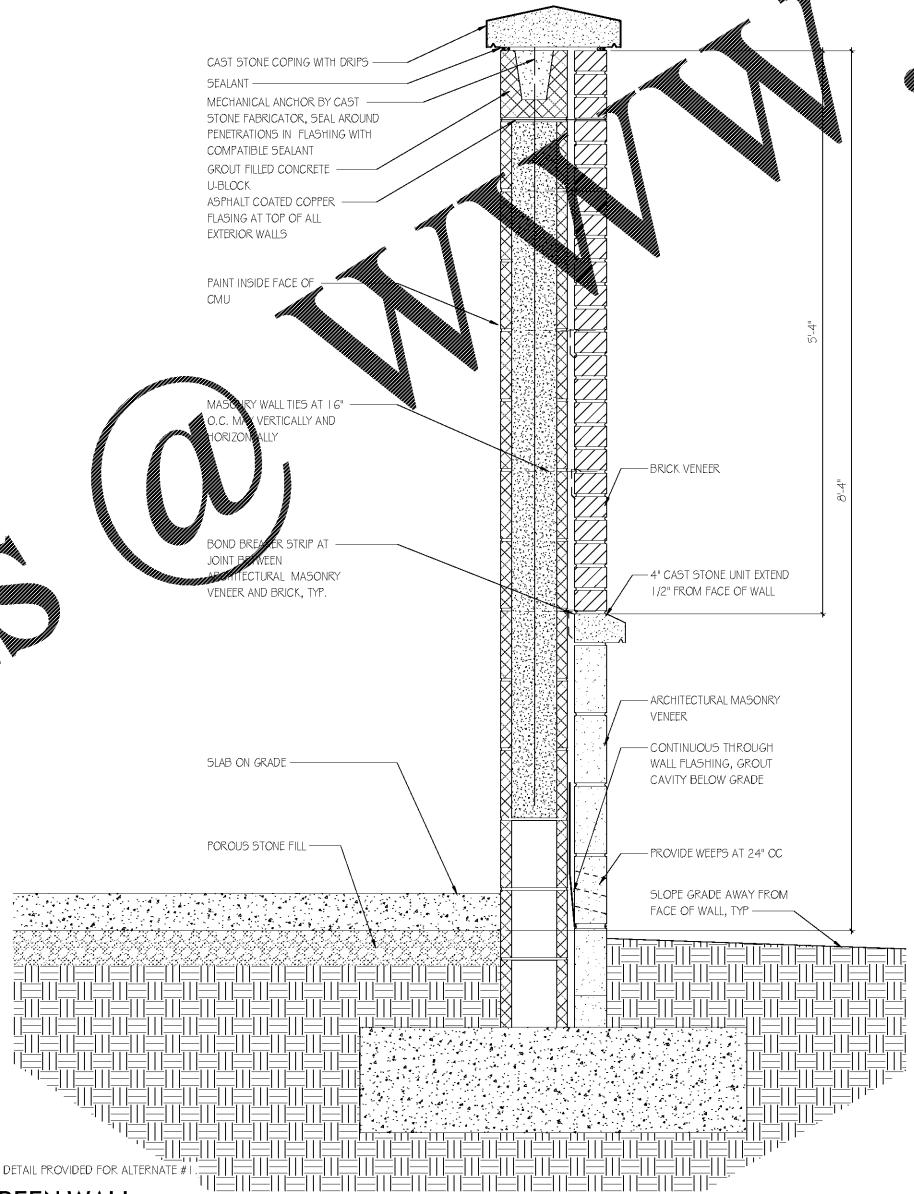 CAST STONE COPING WITH DRIPS
SEALANT
MECHANICAL ANCHOR BY CAST
STONE FABRICATOR, SEAL AROUND
PENETRATIONS IN FLASHING WITH
COMPATIBLE SEALANT
GROUT FILLED CONCRETE
U-BLOCK
ASPHALT COATED COPPER
FLASING AT TOP OF ALL
EXTERIOR WALLS
PAINT INSIDE FACE OF
CMU
MASONRY WALL TIES AT 16"
O.C. MAX VERTICALLY AND
HORIZONTALLY
BOND BREAKER STRIP AT
JOINT BETWEEN
ARCHITECTURAL MASONRY
VENEER AND BRICK, TYP.
SLAB ON GRADE
POROUS STONE FILL
5'-4"
8'-4"
BRICK VENEER
4" CAST STONE UNIT EXTEND
1/2" FROM FACE OF WALL
ARCHITECTURAL MASONRY
VENEER
CONTINUOUS THROUGH
WALL FLASHING, GROUT
CAVITY BELOW GRADE
PROVIDE WEEPS AT 24" OC
SLOPE GRADE AWAY FROM
FACE OF WALL, TYP
DETAIL PROVIDED FOR ALTERNATE #1.
s @ www.